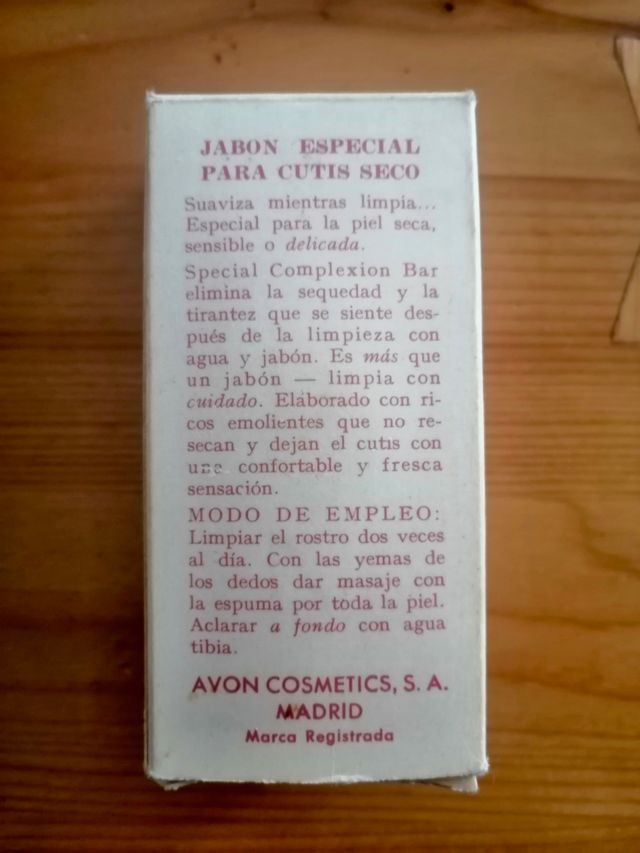 JABON ESPECIAL
PARA CUTIS SECO
Suaviza mientras limpia...
Especial para la piel seca,
sensible o delicada.
Special Complexion Bar
elimina la sequedad y la
tirantez que se siente des-
pués de la limpieza con
agua y jabón. Es más que
un jabón — limpia con
cuidado. Elaborado con ri-
cos emolientes que no re-
secan y dejan el cutis con
una confortable y fresca
sensación.
MODO DE EMPLEO:
Limpiar el rostro dos veces
al día. Con las yemas de
los dedos dar masaje con
la espuma por toda la piel.
Aclarar a fondo con agua
tibia.
AVON COSMETICS, S. A.
MADRID
Marca Registrada